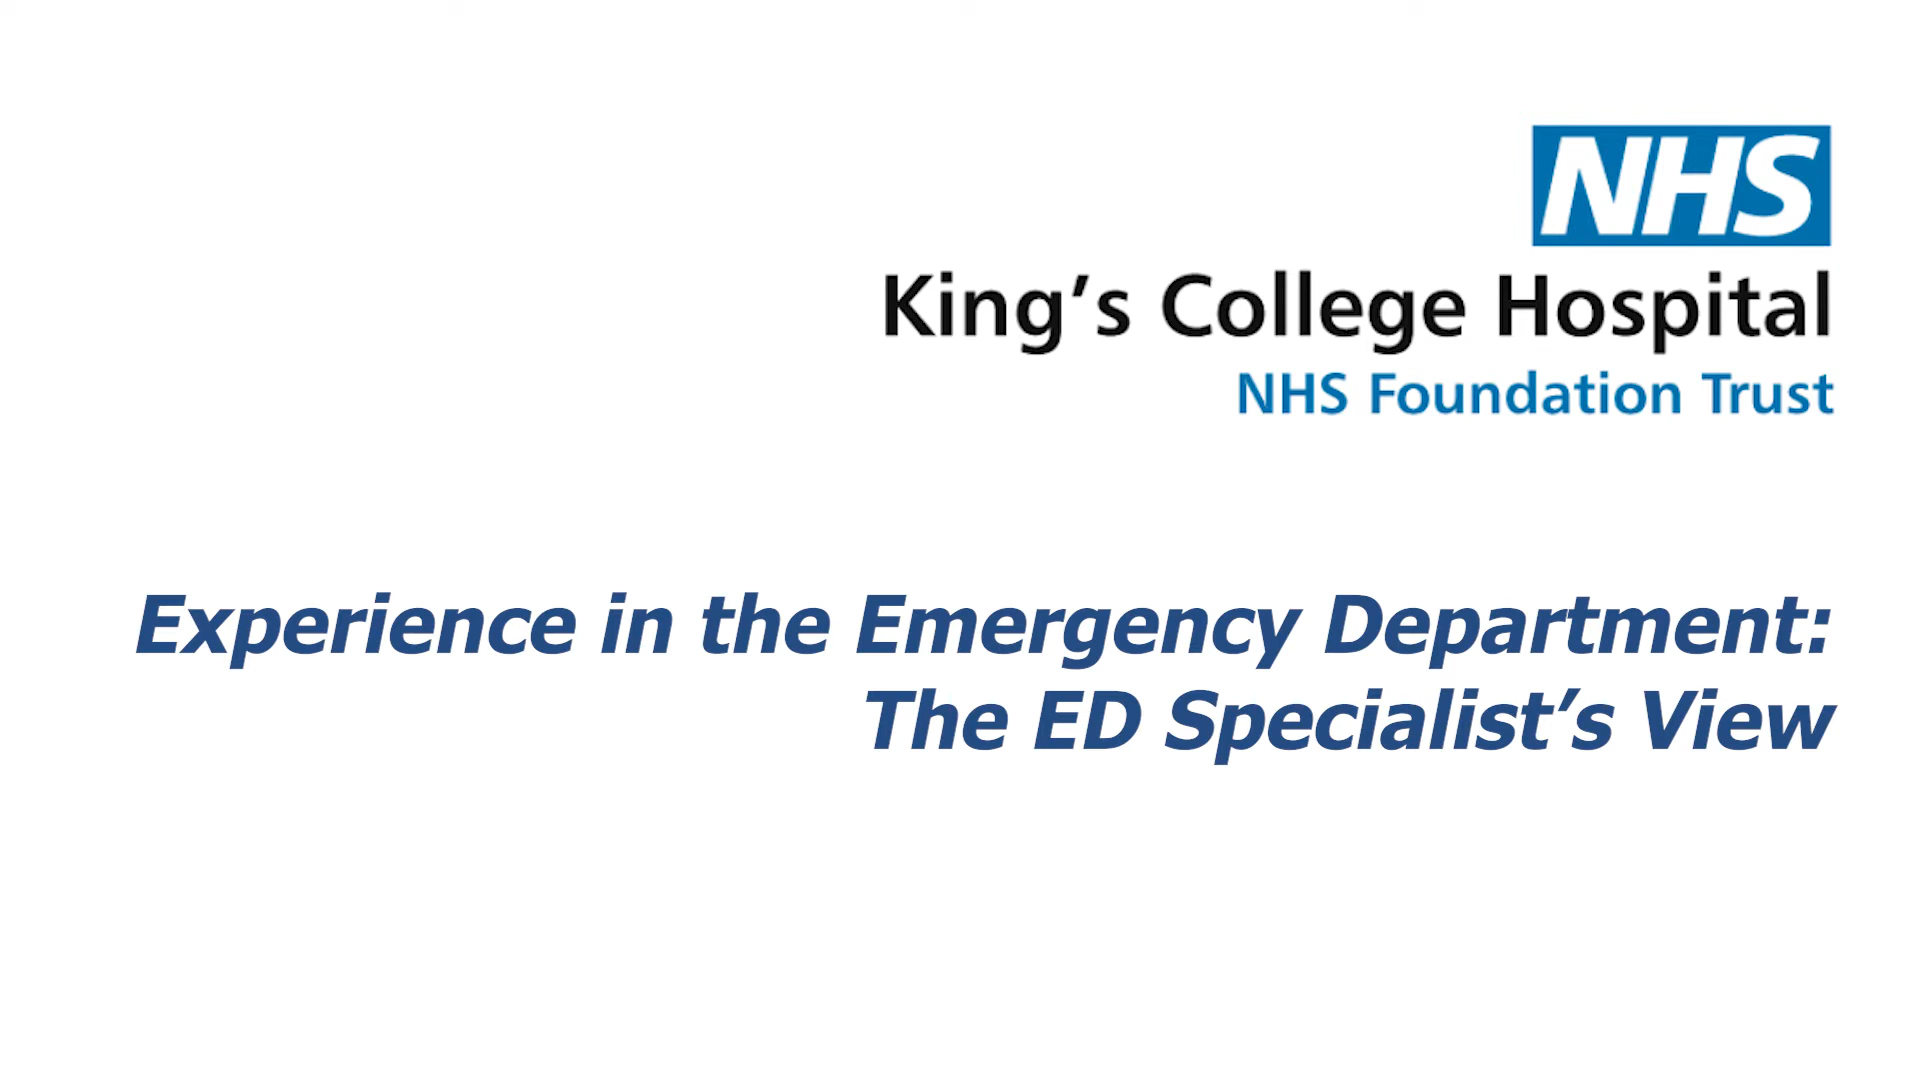 NHS
King’s College Hospital
NHS Foundation Trust
Experience in the Emergency Department:
The ED Specialist’s View